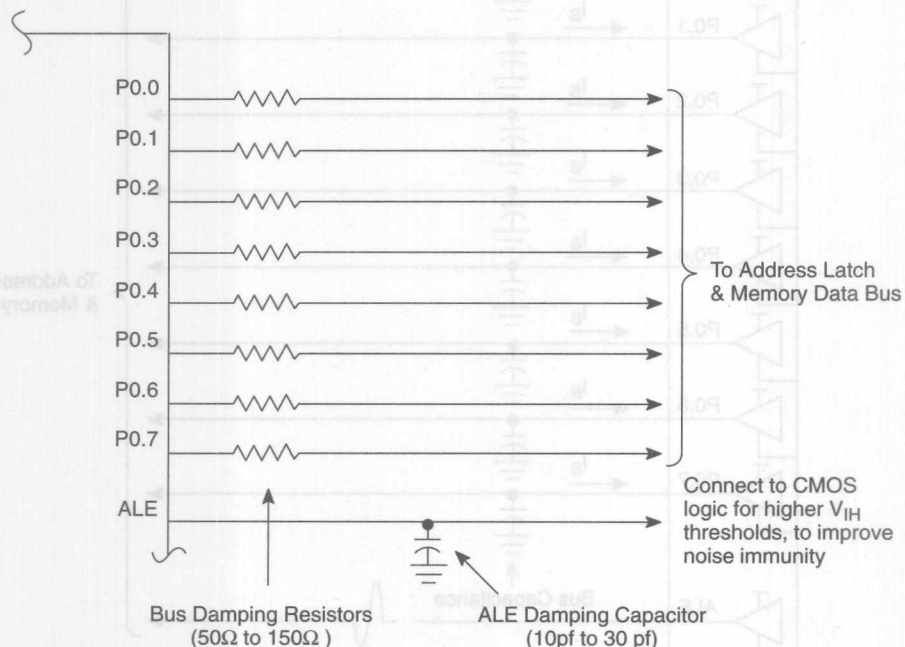 P0.0
P0.1
P0.2
P0.3
P0.4
P0.5
P0.6
P0.7
ALE
To Address Latch
& Memory Data Bus
Connect to CMOS
logic for higher VIH
thresholds, to improve
noise immunity
Bus Damping Resistors
(50Ω to 150Ω )
ALE Damping Capacitor
(10pf to 30 pf)